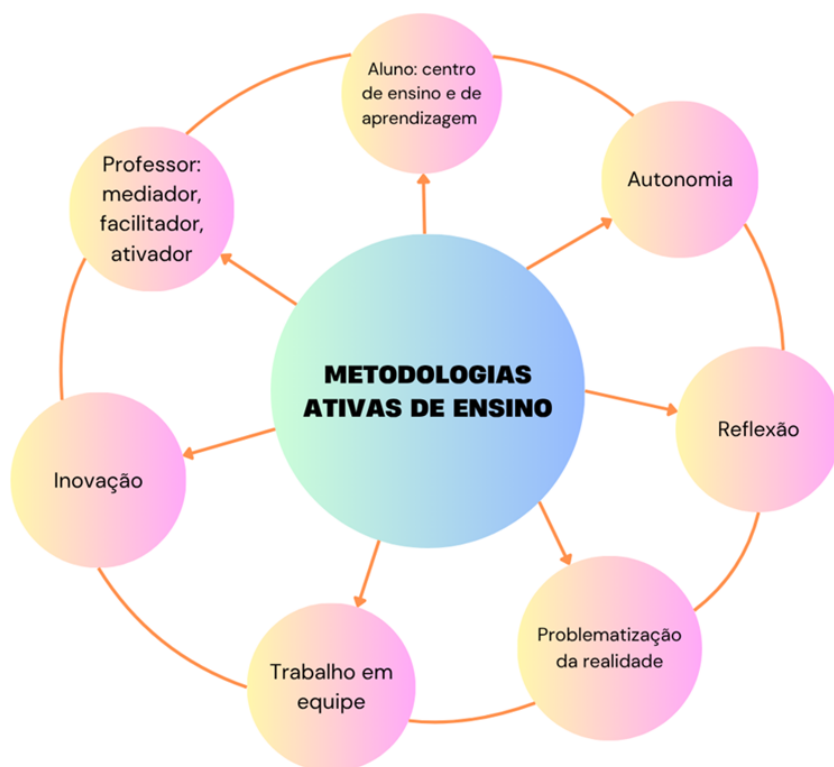 Aluno: centro
de ensino e de
aprendizagem
Autonomia
Reflexão
Problematização
da realidade
Trabalho em
equipe
Inovação
Professor:
mediador,
facilitador,
ativador
METODOLOGIAS
ATIVAS DE ENSINO